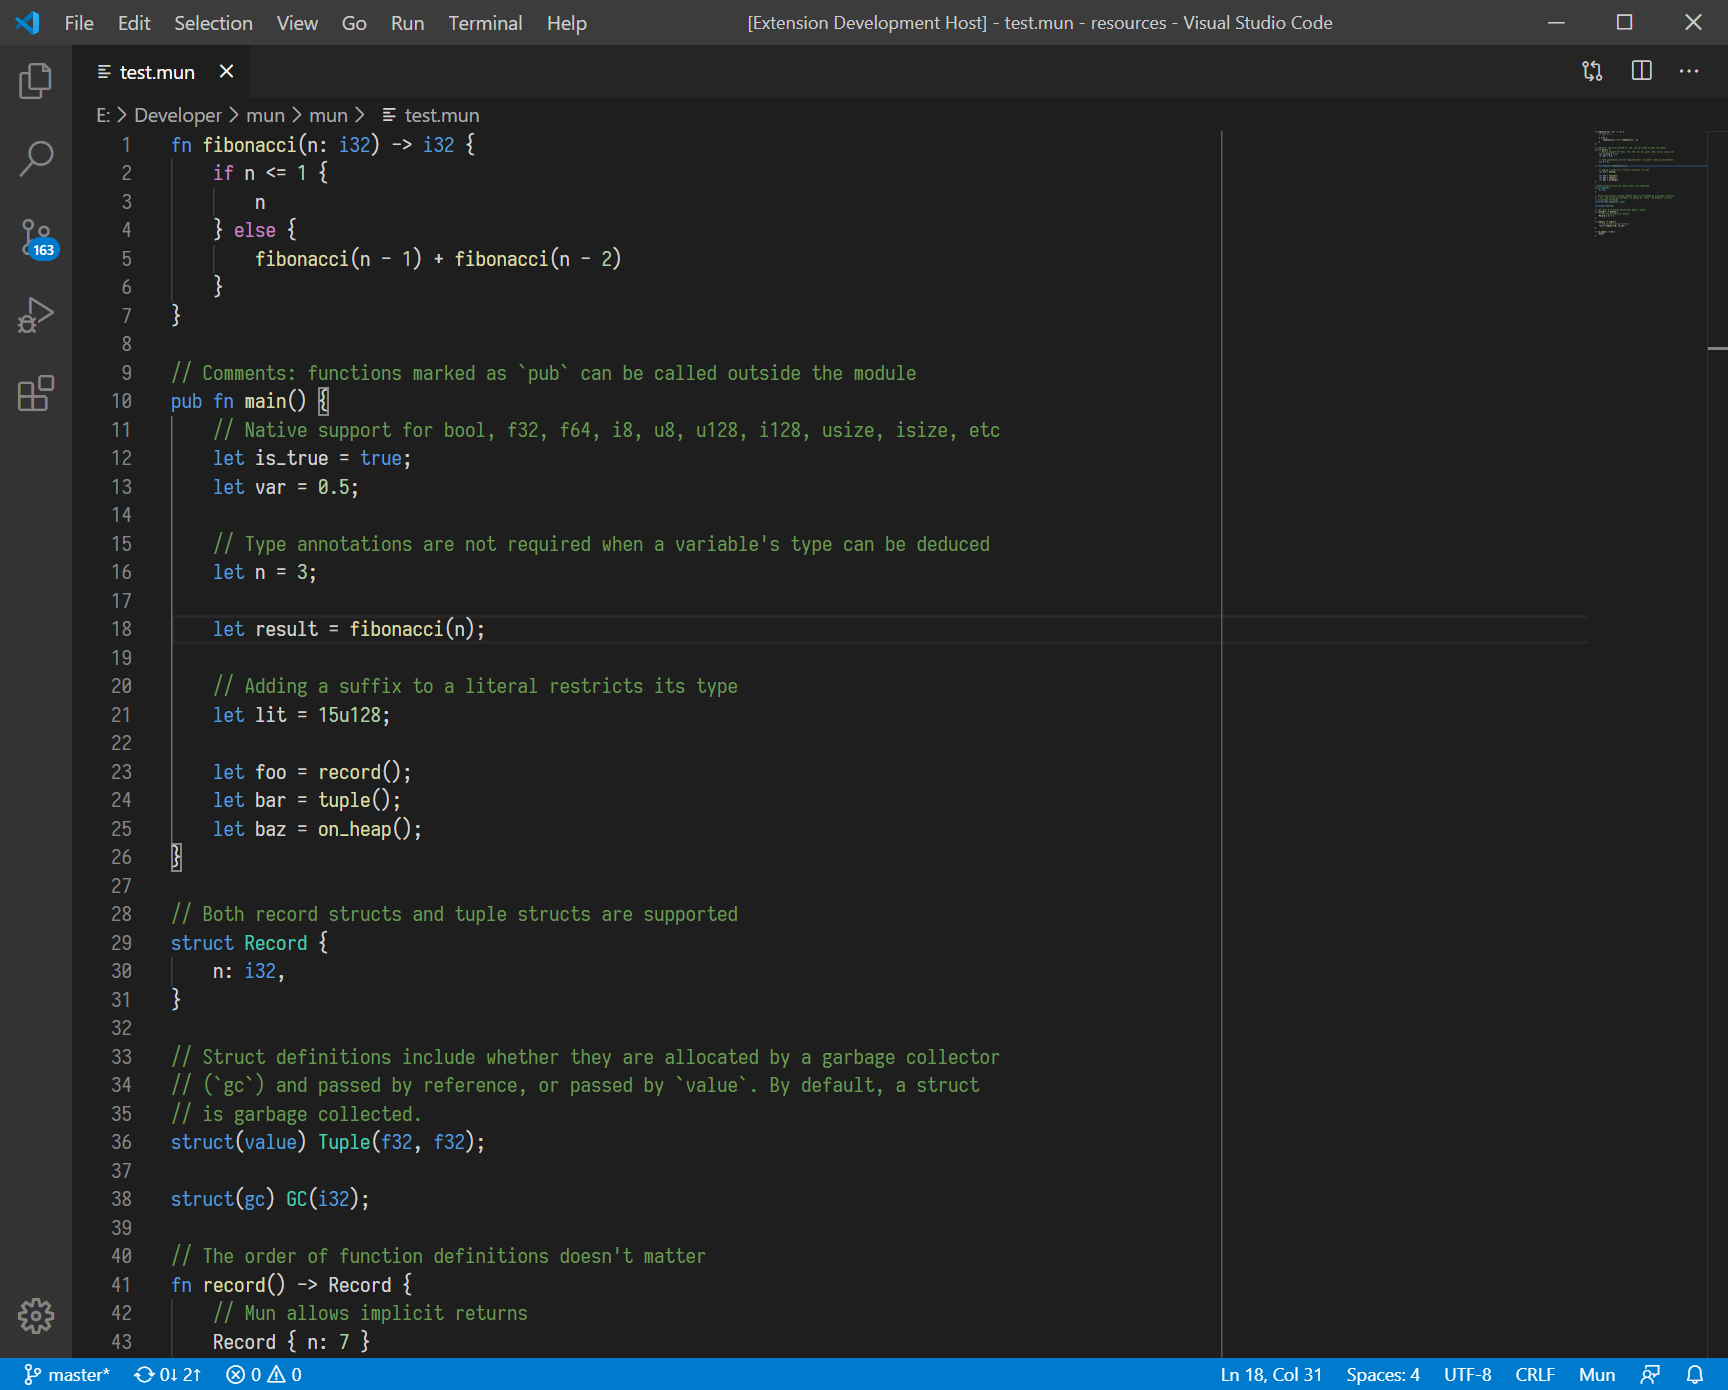 File Edit Selection View Go Run Terminal Help [Extension Development Host] - test.mun - resources - Visual Studio Code
test.mun
E: > Developer > mun > mun > test.mun
1 fn fibonacci(n: i32) -> i32 {
2     if n <= 1 {
3         n
4     } else {
5         fibonacci(n - 1) + fibonacci(n - 2)
6     }
7 }
8
9 // Comments: functions marked as `pub` can be called outside the module
10 pub fn main() {
11     // Native support for bool, f32, f64, i8, u8, u128, i128, usize, isize, etc
12     let is_true = true;
13     let var = 0.5;
14
15     // Type annotations are not required when a variable's type can be deduced
16     let n = 3;
17
18     let result = fibonacci(n);
19
20     // Adding a suffix to a literal restricts its type
21     let lit = 15u128;
22
23     let foo = record();
24     let bar = tuple();
25     let baz = on_heap();
26 }
27
28 // Both record structs and tuple structs are supported
29 struct Record {
30     n: i32,
31 }
32
33 // Struct definitions include whether they are allocated by a garbage collector
34 // (`gc`) and passed by reference, or passed by `value`. By default, a struct
35 // is garbage collected.
36 struct(value) Tuple(f32, f32);
37
38 struct(gc) GC(i32);
39
40 // The order of function definitions doesn't matter
41 fn record() -> Record {
42     // Mun allows implicit returns
43     Record { n: 7 }
163
master* 0↓ 2↑ 0 0 Ln 18, Col 31 Spaces: 4 UTF-8 CRLF Mun